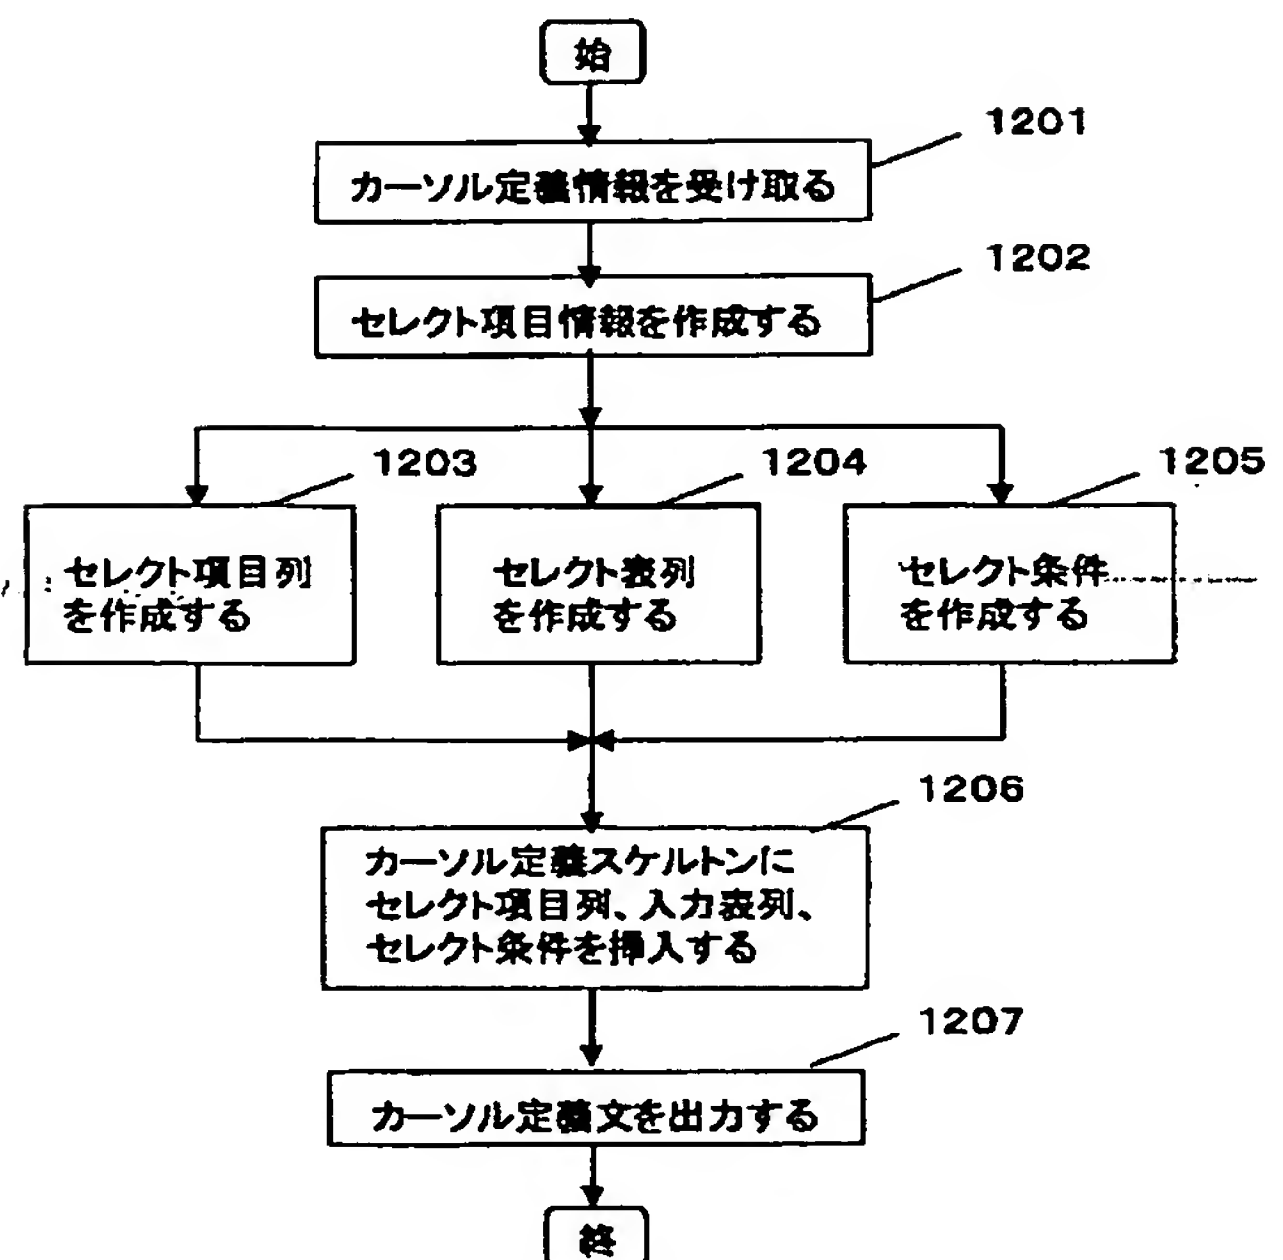 始
1201
カーソル定義情報を受け取る
1202
セレクト項目情報を作成する
1203
1204
1205
セレクト項目列
を作成する
セレクト表列
を作成する
セレクト条件
を作成する
1206
カーソル定義スケルトンに
セレクト項目列、入力表列、
セレクト条件を挿入する
1207
カーソル定義文を出力する
終